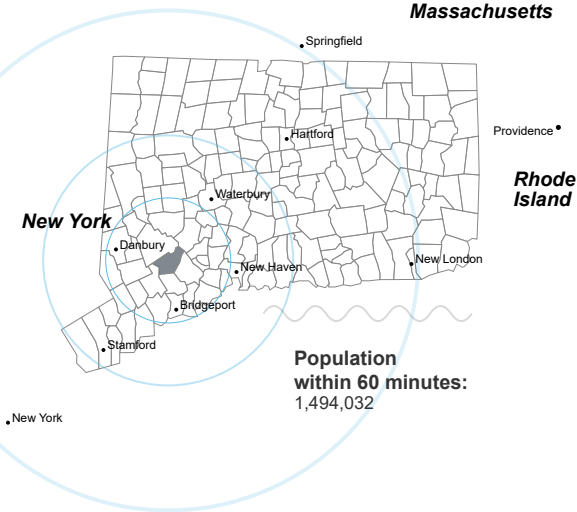 Massachusetts
Springfield
Providence
Hartford
Rhode
Island
Waterbury
New York
Danbury
New London
New Haven
Bridgeport
Stamford
Population
within 60 minutes:
1,494,032
New York